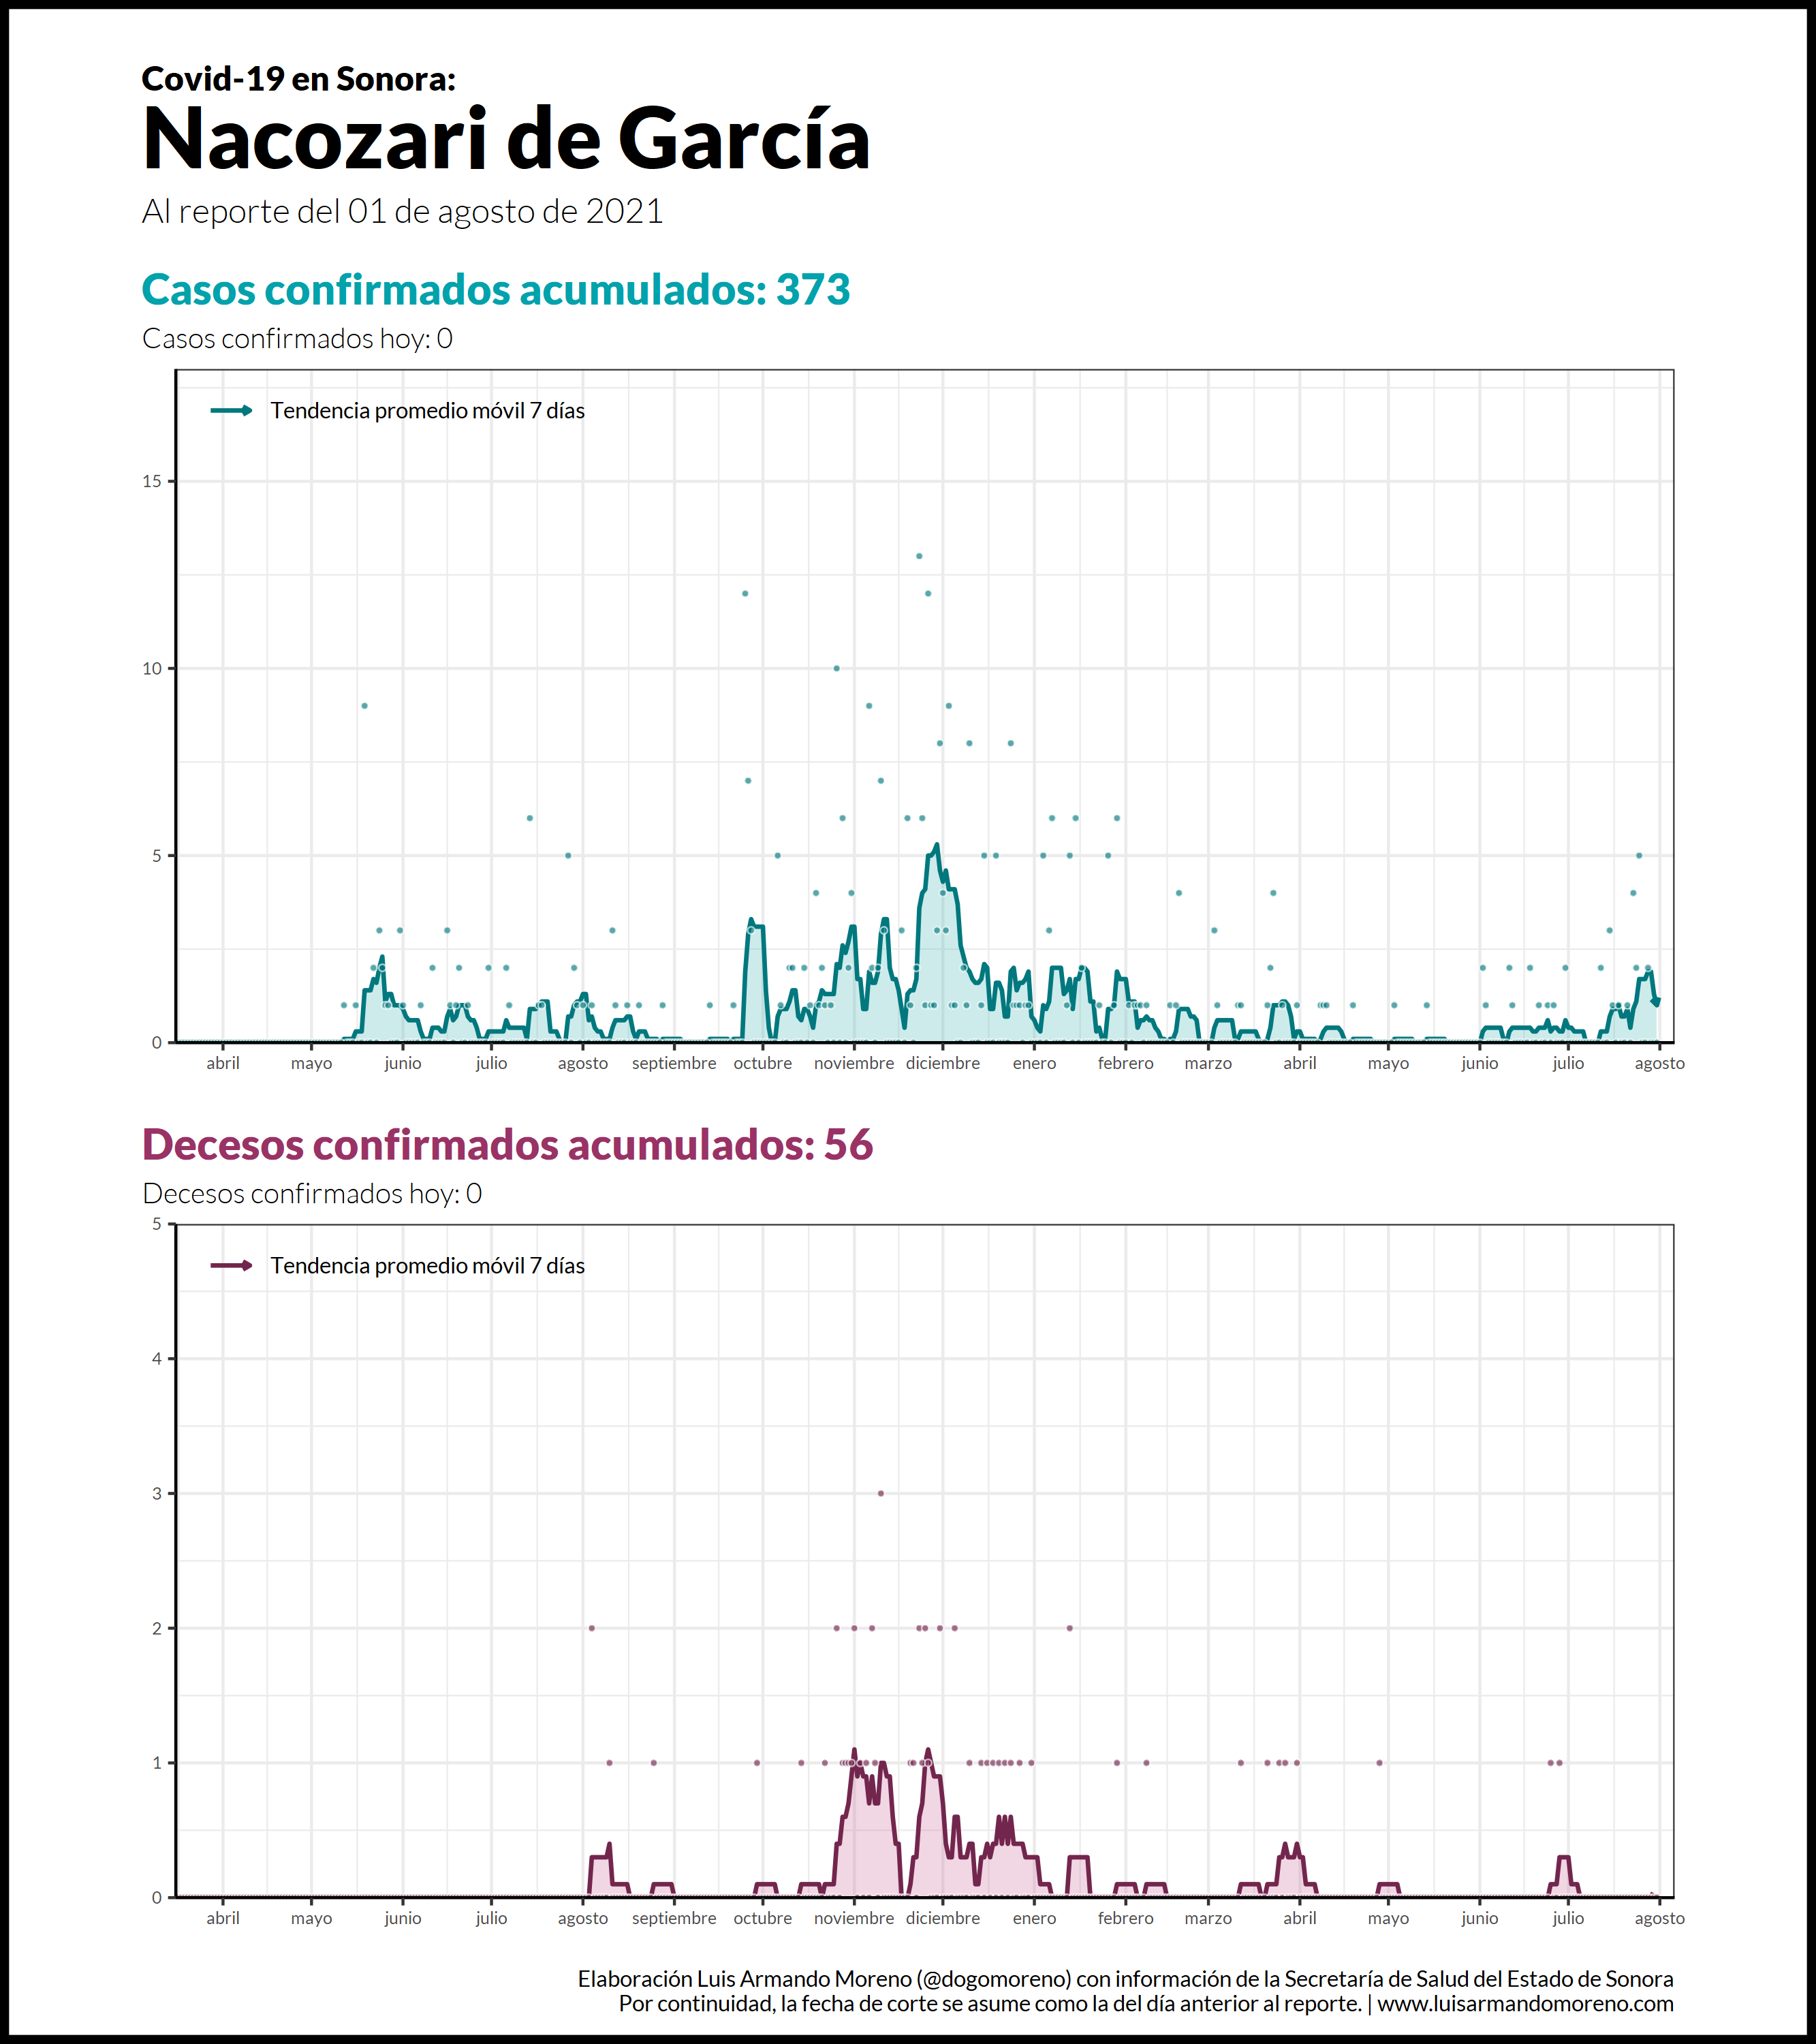 Covid-19 en Sonora:
Nacozari de García
Al reporte del 01 de agosto de 2021
Casos confirmados acumulados: 373
Casos confirmados hoy: 0
Tendencia promedio móvil 7 días
15
10
5
0
abril mayo junio julio agosto septiembre octubre noviembre diciembre enero febrero marzo abril mayo junio julio agosto
Decesos confirmados acumulados: 56
Decesos confirmados hoy: 0
5
Tendencia promedio móvil 7 días
4
3
2
1
0
abril mayo junio julio agosto septiembre octubre noviembre diciembre enero febrero marzo abril mayo junio julio agosto
Elaboración Luis Armando Moreno (@dogomoreno) con información de la Secretaría de Salud del Estado de Sonora
Por continuidad, la fecha de corte se asume como la del día anterior al reporte. | www.luisarmandomoreno.com